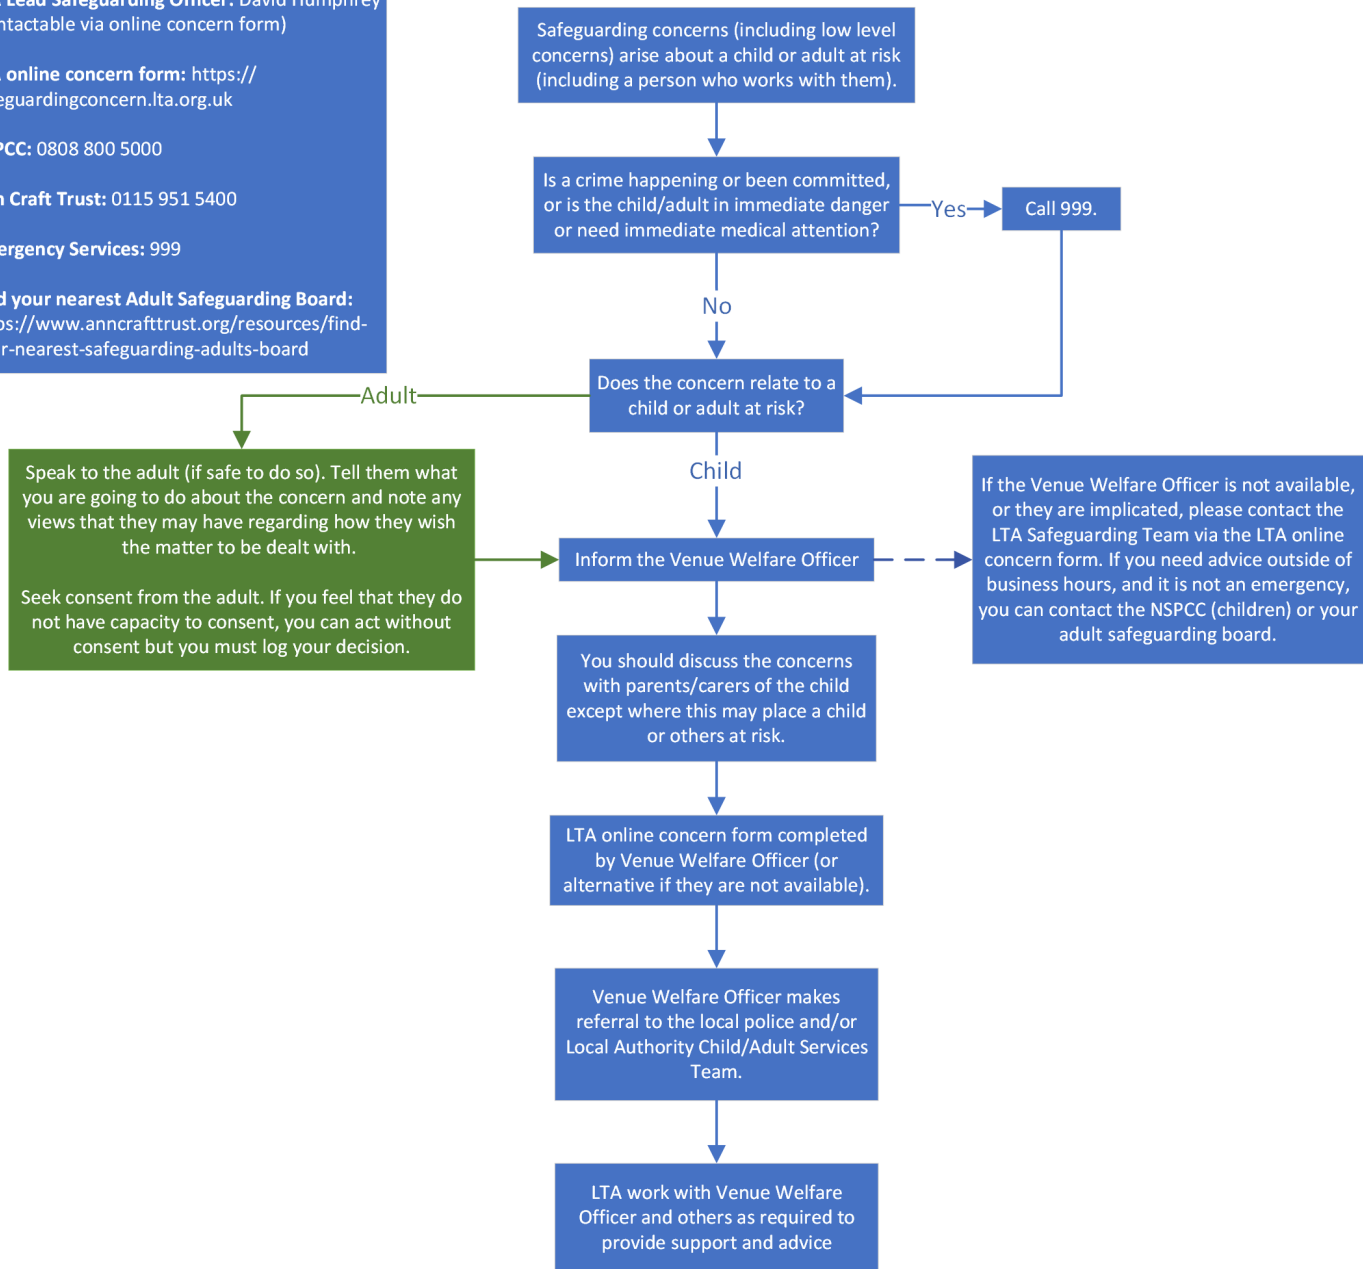 Lead Safeguarding Officer: David Humphrey
ntactable via online concern form)
online concern form: https://
eguardingconcern.lta.org.uk
PCC: 0808 800 5000
n Craft Trust: 0115 951 5400
ergency Services: 999
d your nearest Adult Safeguarding Board:
ps://www.anncrafttrust.org/resources/find-
r-nearest-safeguarding-adults-board
Safeguarding concerns (including low level
concerns) arise about a child or adult at risk
(including a person who works with them).
Is a crime happening or been committed,
or is the child/adult in immediate danger
or need immediate medical attention?
Yes
Call 999.
No
Does the concern relate to a
child or adult at risk?
Adult
Child
Speak to the adult (if safe to do so). Tell them what
you are going to do about the concern and note any
views that they may have regarding how they wish
the matter to be dealt with.
Seek consent from the adult. If you feel that they do
not have capacity to consent, you can act without
consent but you must log your decision.
Inform the Venue Welfare Officer
If the Venue Welfare Officer is not available,
or they are implicated, please contact the
LTA Safeguarding Team via the LTA online
concern form. If you need advice outside of
business hours, and it is not an emergency,
you can contact the NSPCC (children) or your
adult safeguarding board.
You should discuss the concerns
with parents/carers of the child
except where this may place a child
or others at risk.
LTA online concern form completed
by Venue Welfare Officer (or
alternative if they are not available).
Venue Welfare Officer makes
referral to the local police and/or
Local Authority Child/Adult Services
Team.
LTA work with Venue Welfare
Officer and others as required to
provide support and advice